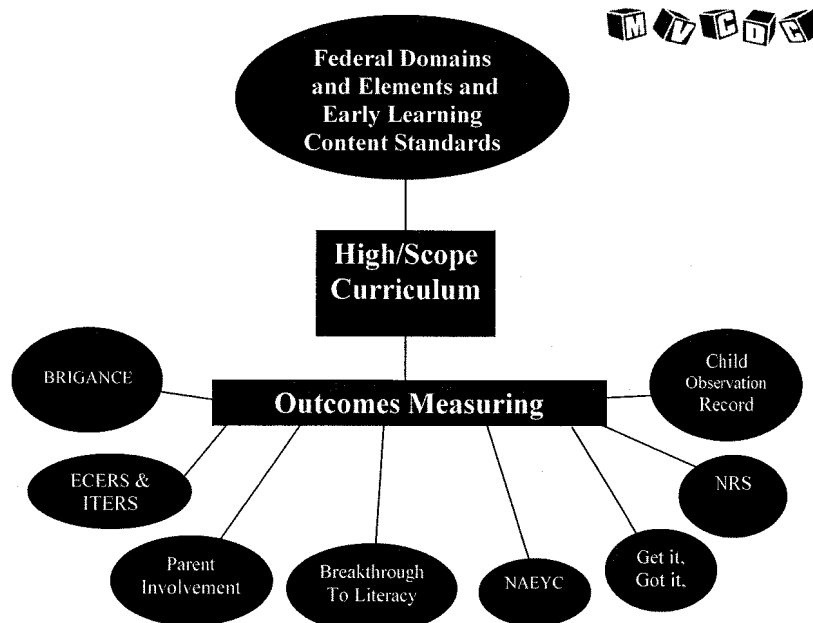 MVCDC
Federal Domains
and Elements and
Early Learning
Content Standards
High/Scope
Curriculum
Outcomes Measuring
BRIGANCE
Child
Observation
Record
ECERS &
ITERS
NRS
Parent
Involvement
Breakthrough
To Literacy
NAEYC
Get it,
Got it,